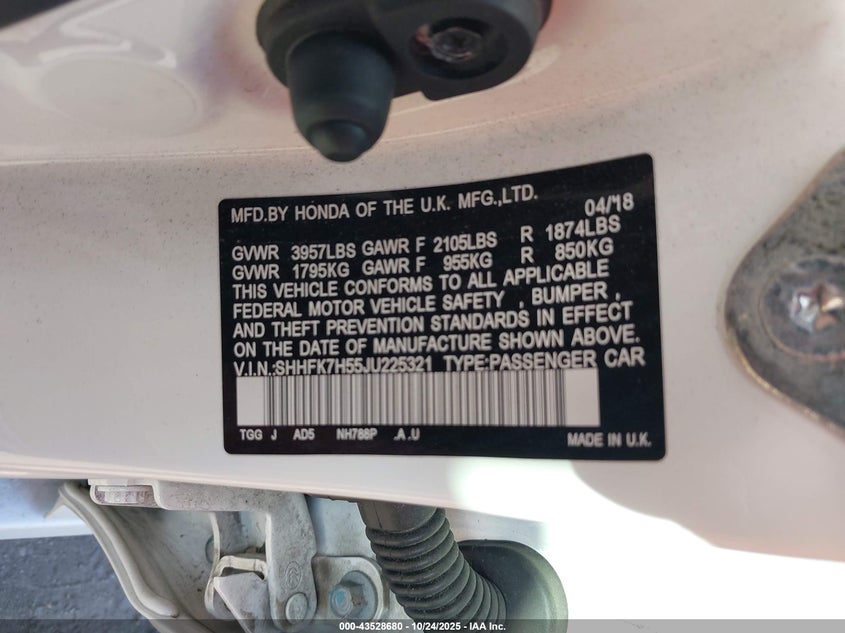 MFD.BY HONDA OF THE U.K. MFG.,LTD. 04/18
GVWR 3957LBS GAWR F 2105LBS R 1874LBS
GVWR 1795KG GAWR F 955KG R 850KG
THIS VEHICLE CONFORMS TO ALL APPLICABLE
FEDERAL MOTOR VEHICLE SAFETY , BUMPER ,
AND THEFT PREVENTION STANDARDS IN EFFECT
ON THE DATE OF MANUFACTURE SHOWN ABOVE.
V.I.N.:SHHFK7H55JU225321 TYPE:PASSENGER CAR
TGG J AD5 NH788P .A .U MADE IN U.K.
000-43528680 - 10/24/2025 - IAA Inc.